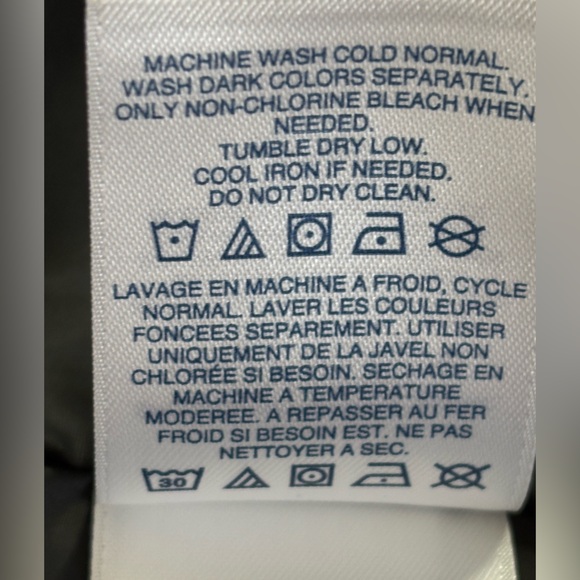 MACHINE WASH COLD NORMAL.
WASH DARK COLORS SEPARATELY.
ONLY NON-CHLORINE BLEACH WHEN
NEEDED.
TUMBLE DRY LOW.
COOL IRON IF NEEDED.
DO NOT DRY CLEAN.
LAVAGE EN MACHINE A FROID, CYCLE
NORMAL. LAVER LES COULEURS
FONCEES SEPAREMENT. UTILISER
UNIQUEMENT DE LA JAVEL NON
CHLORÉE SI BESOIN. SECHAGE EN
MACHINE A TEMPERATURE
MODEREE. A REPASSER AU FER
FROID SI BESOIN EST. NE PAS
NETTOYER A SEC.
30